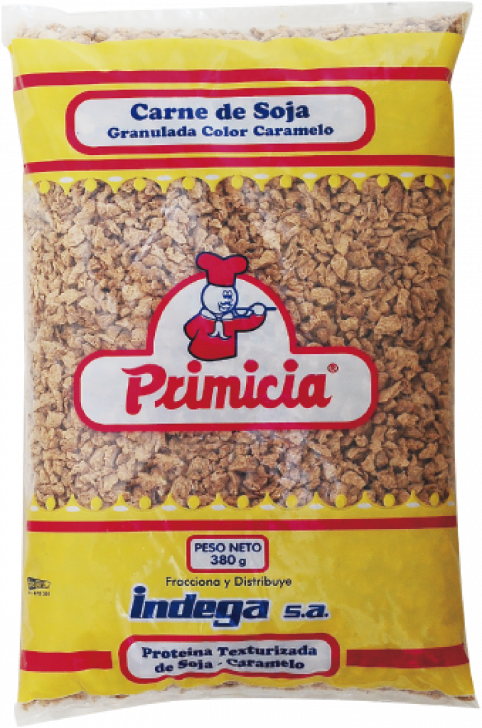 Carne de Soja
Granulada Color Caramelo
Primicia®
PESO NETO
380 g
Fracciona y Distribuye
indega s.a.
Proteina Texturizada
de Soja - Caramelo